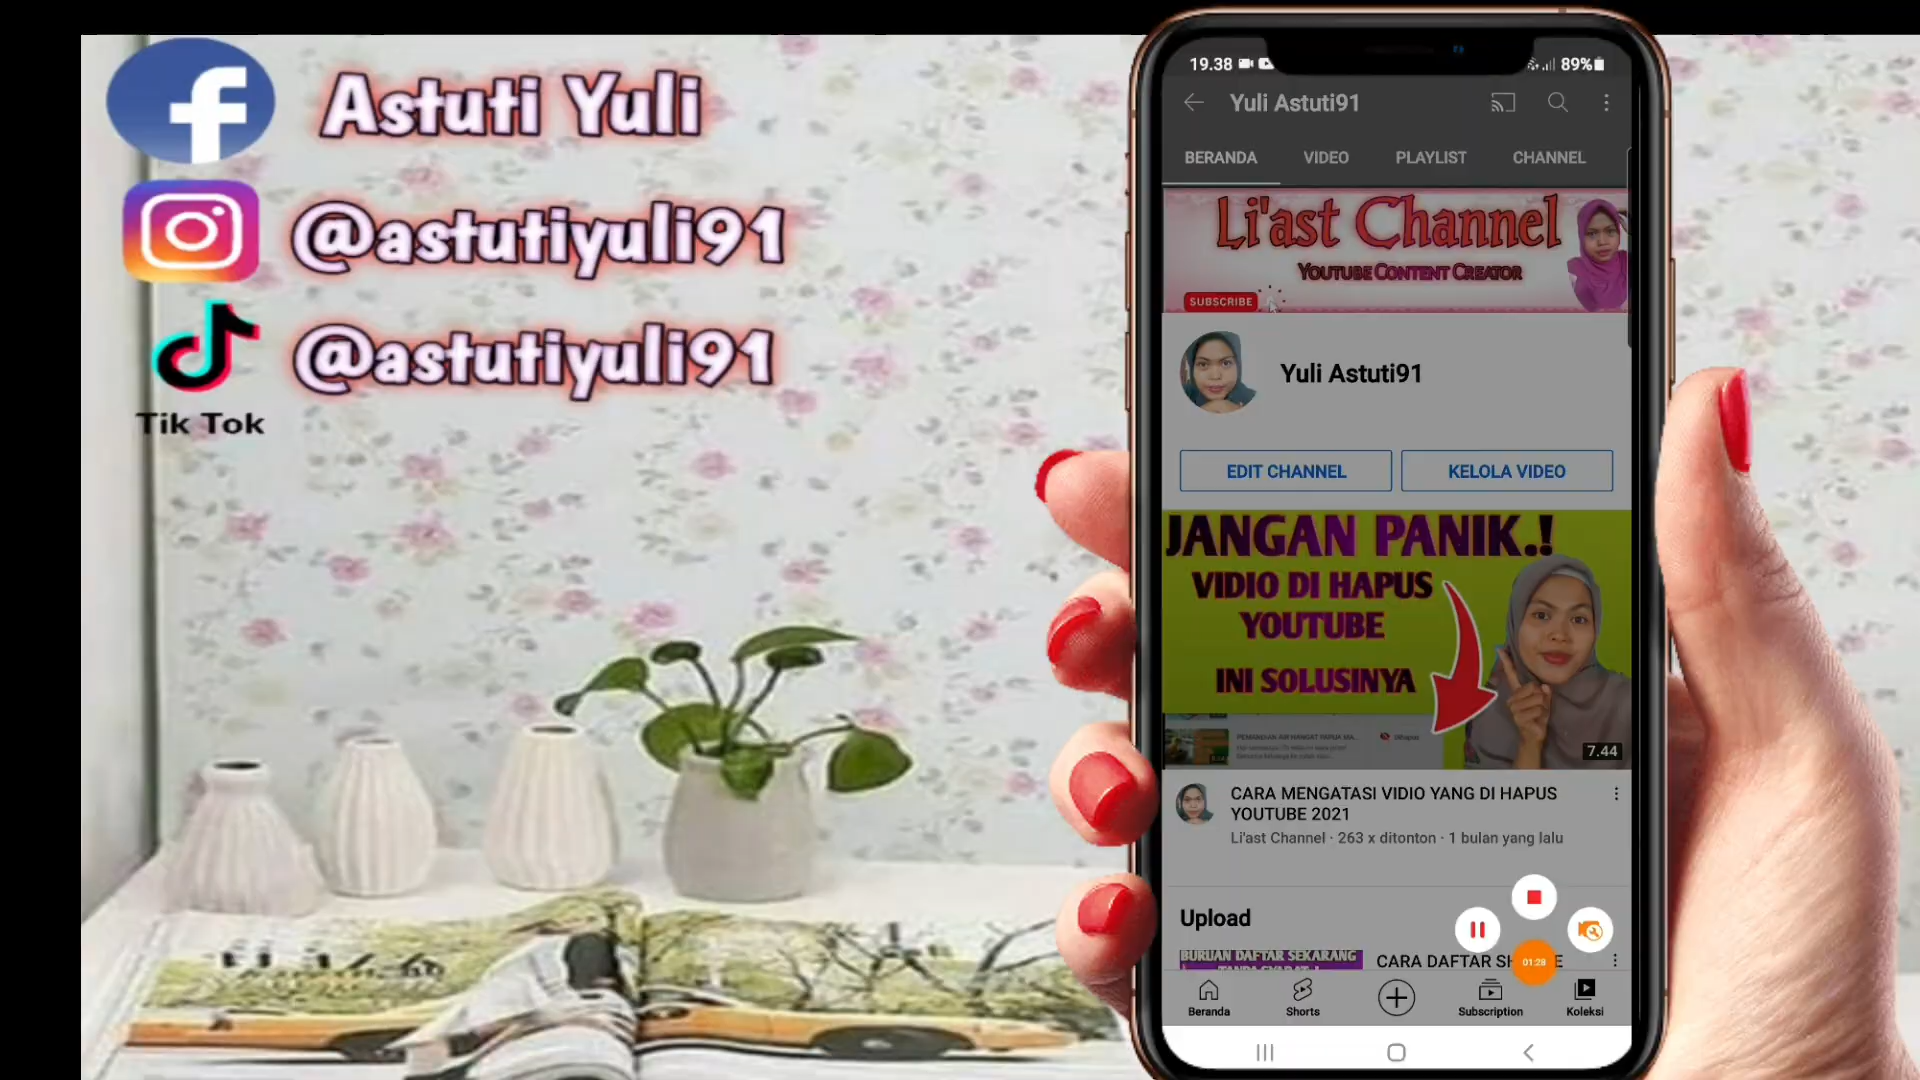 Astuti Yuli
@astutiyuli91
@astutiyuli91
Tik Tok
19.38
89%
Yuli Astuti91
BERANDA VIDEO PLAYLIST CHANNEL
Li'ast Channel
YOUTUBE CONTENT CREATOR
SUBSCRIBE
Yuli Astuti91
EDIT CHANNEL KELOLA VIDEO
JANGAN PANIK.!
VIDIO DI HAPUS
YOUTUBE
INI SOLUSINYA
7.44
CARA MENGATASI VIDIO YANG DI HAPUS
YOUTUBE 2021
Li'ast Channel · 263 x ditonton · 1 bulan yang lalu
Upload
BURUAN DAFTAR SEKARANG
CARA DAFTAR
01:28
Beranda Shorts Subscription Koleksi